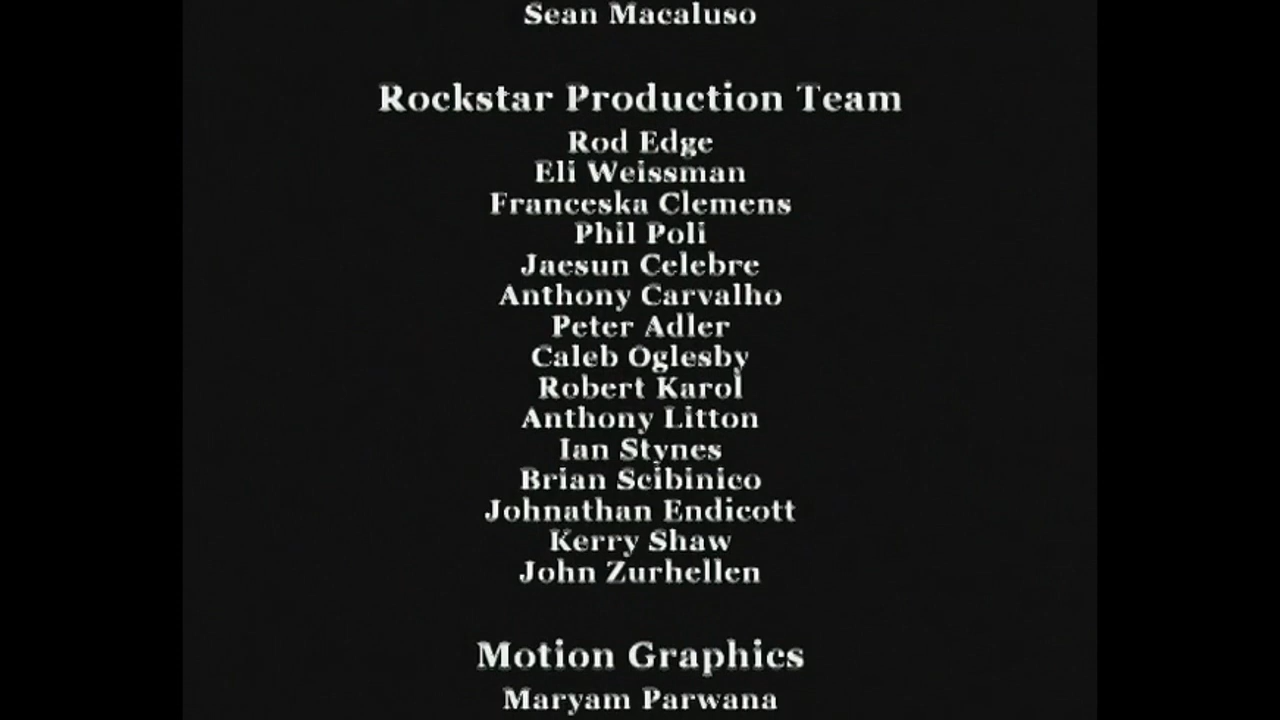 Sean Macaluso
Rockstar Production Team
Rod Edge
Eli Weissman
Franceska Clemens
Phil Poli
Jaesun Celebre
Anthony Carvalho
Peter Adler
Caleb Oglesby
Robert Karol
Anthony Litton
Ian Stynes
Brian Scibinico
Johnathan Endicott
Kerry Shaw
John Zurhellen
Motion Graphics
Maryam Parwana